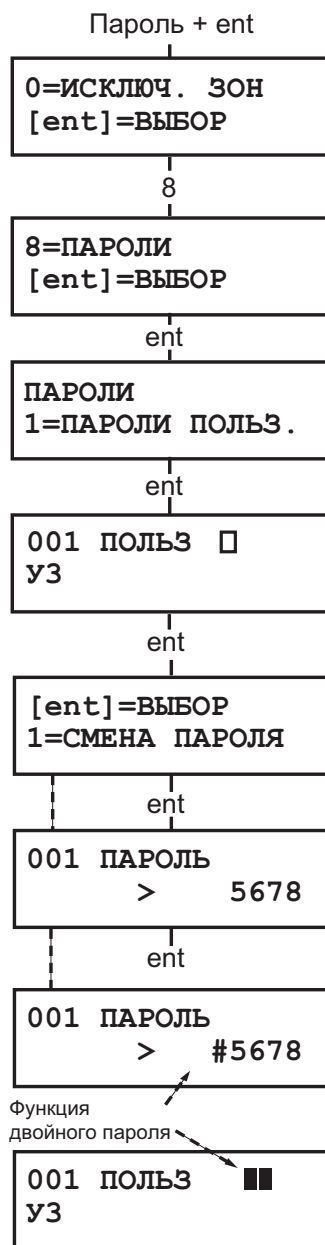 Пароль + ent
0=ИСКЛЮЧ. ЗОН
[ent]=ВЫБОР
8
8=ПАРОЛИ
[ent]=ВЫБОР
ent
ПАРОЛИ
1=ПАРОЛИ ПОЛЬЗ.
ent
001 ПОЛЬЗ □
УЗ
ent
[ent]=ВЫБОР
1=СМЕНА ПАРОЛЯ
ent
001 ПАРОЛЬ
> 5678
ent
001 ПАРОЛЬ
> #5678
Функция
двойного пароля
001 ПОЛЬЗ ■■
УЗ